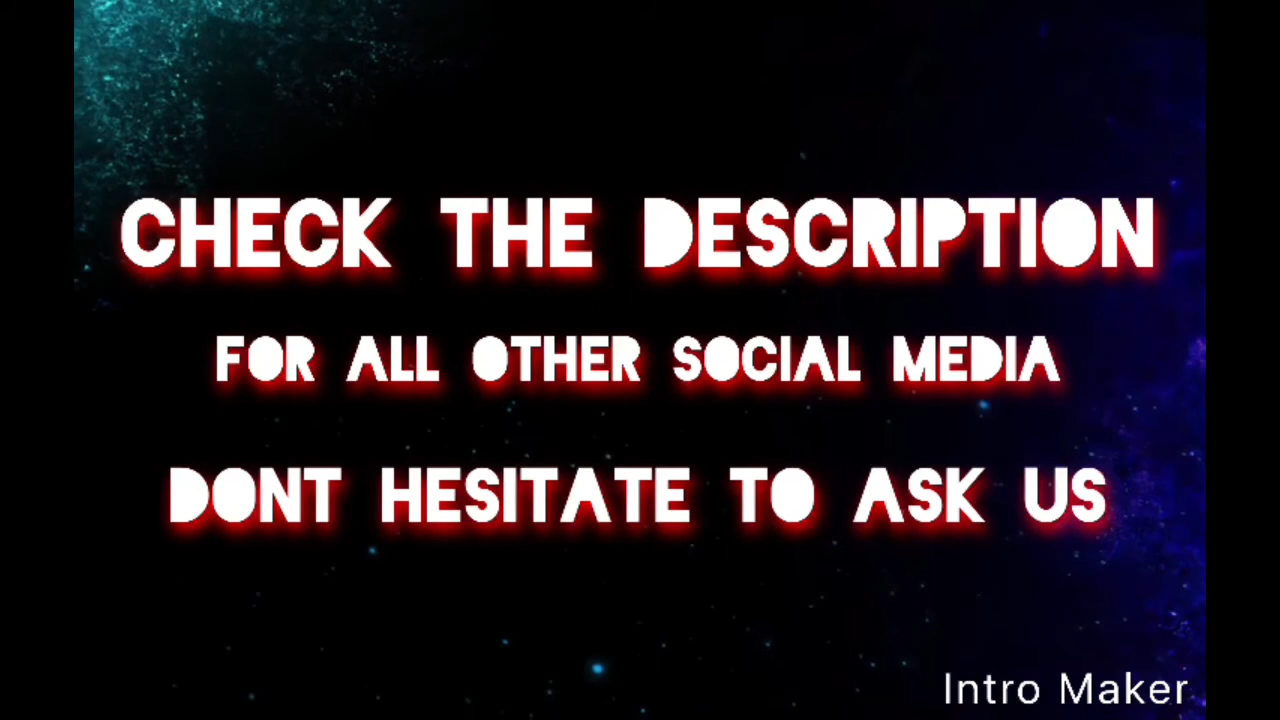 CHECK THE DESCRIPTION
FOR ALL OTHER SOCIAL MEDIA
DONT HESITATE TO ASK US
Intro Maker